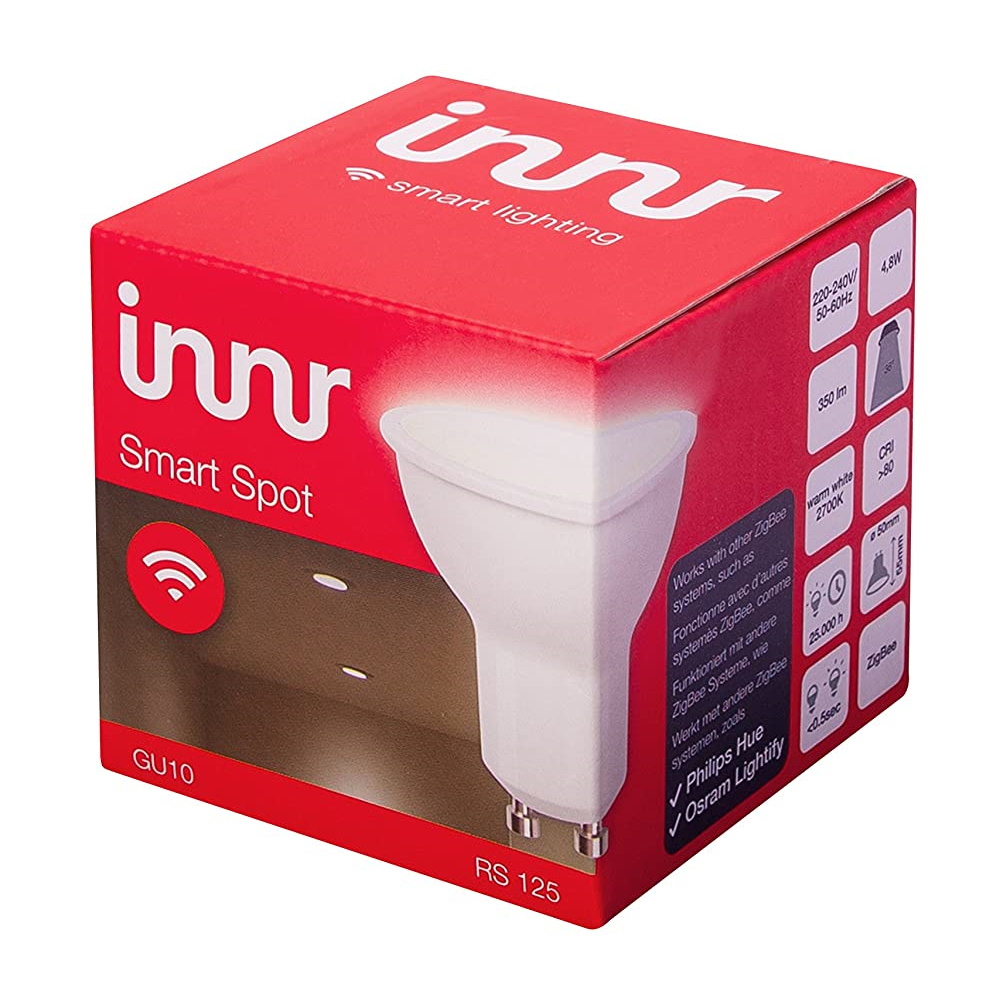 innr
smart lighting
innr
Smart Spot
GU10
RS 125
Works with other ZigBee
systems, such as
Fonctionne avec d'autres
systemès ZigBee, comme
Funktioniert mit andere
ZigBee Systeme, wie
Werkt met andere ZigBee
systemen, zoals
✓ Philips Hue
✓ Osram Lightify
220-240V/
50-60Hz
4,8W
350 lm
36°
warm white
2700K
CRI
>80
25.000 h
ø 50mm
55mm
<0.5sec
ZigBee